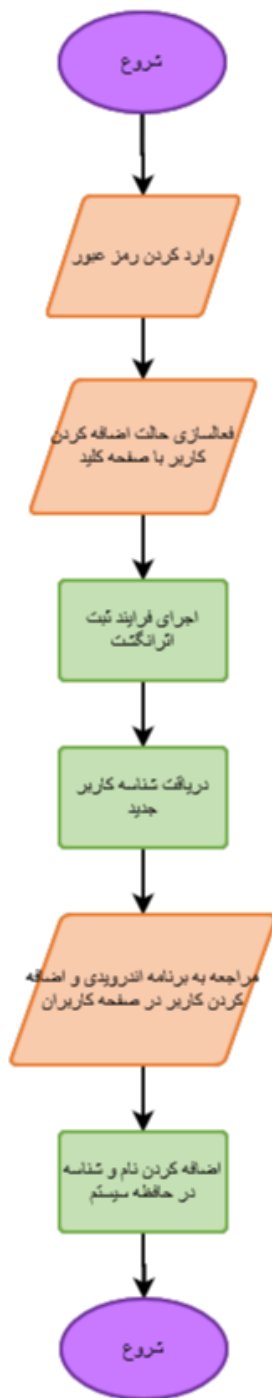 شروع
وارد کردن رمز عبور
فعالسازی حالت اضافه کردن
کاربر با صفحه کلید
اجرای فرایند ثبت
اثرانگشت
دریافت شناسه کاربر
جدید
مراجعه به برنامه اندرویدی و اضافه
کردن کاربر در صفحه کاربران
اضافه کردن نام و شناسه
در حافظه سیستم
شروع